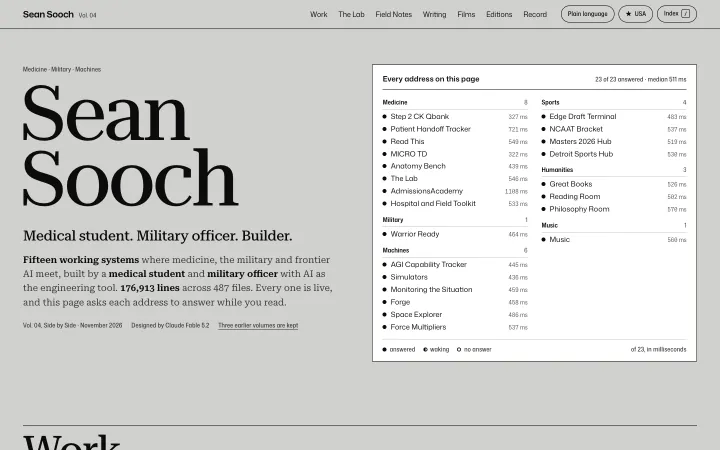 Sean Sooch Vol. 04
Work The Lab Field Notes Writing Films Editions Record Plain language ★ USA Index /
Medicine · Military · Machines
Sean
Sooch
Medical student. Military officer. Builder.
Fifteen working systems where medicine, the military and frontier
AI meet, built by a medical student and military officer with AI as
the engineering tool. 176,913 lines across 487 files. Every one is live,
and this page asks each address to answer while you read.
Vol. 04, Side by Side · November 2026 Designed by Claude Fable 5.2 Three earlier volumes are kept
Every address on this page 23 of 23 answered · median 511 ms
Medicine 8
Step 2 CK Qbank 327 ms
Patient Handoff Tracker 721 ms
Read This 549 ms
MICRO TD 322 ms
Anatomy Bench 439 ms
The Lab 546 ms
AdmissionsAcademy 1108 ms
Hospital and Field Toolkit 533 ms
Military 1
Warrior Ready 464 ms
Machines 6
AGI Capability Tracker 445 ms
Simulators 436 ms
Monitoring the Situation 459 ms
Forge 458 ms
Space Explorer 486 ms
Force Multipliers 537 ms
Sports 4
Edge Draft Terminal 483 ms
NCAAT Bracket 537 ms
Masters 2026 Hub 519 ms
Detroit Sports Hub 530 ms
Humanities 3
Great Books 526 ms
Reading Room 502 ms
Philosophy Room 570 ms
Music 1
Music 560 ms
answered waking no answer of 23, in milliseconds
Work